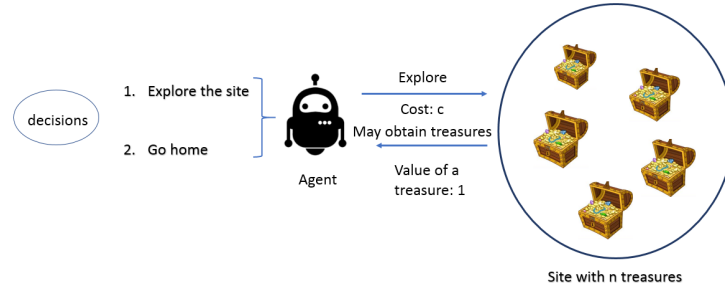 decisions
1. Explore the site
2. Go home
Agent
Explore
Cost: c
May obtain treasures
Value of a
treasure: 1
Site with n treasures